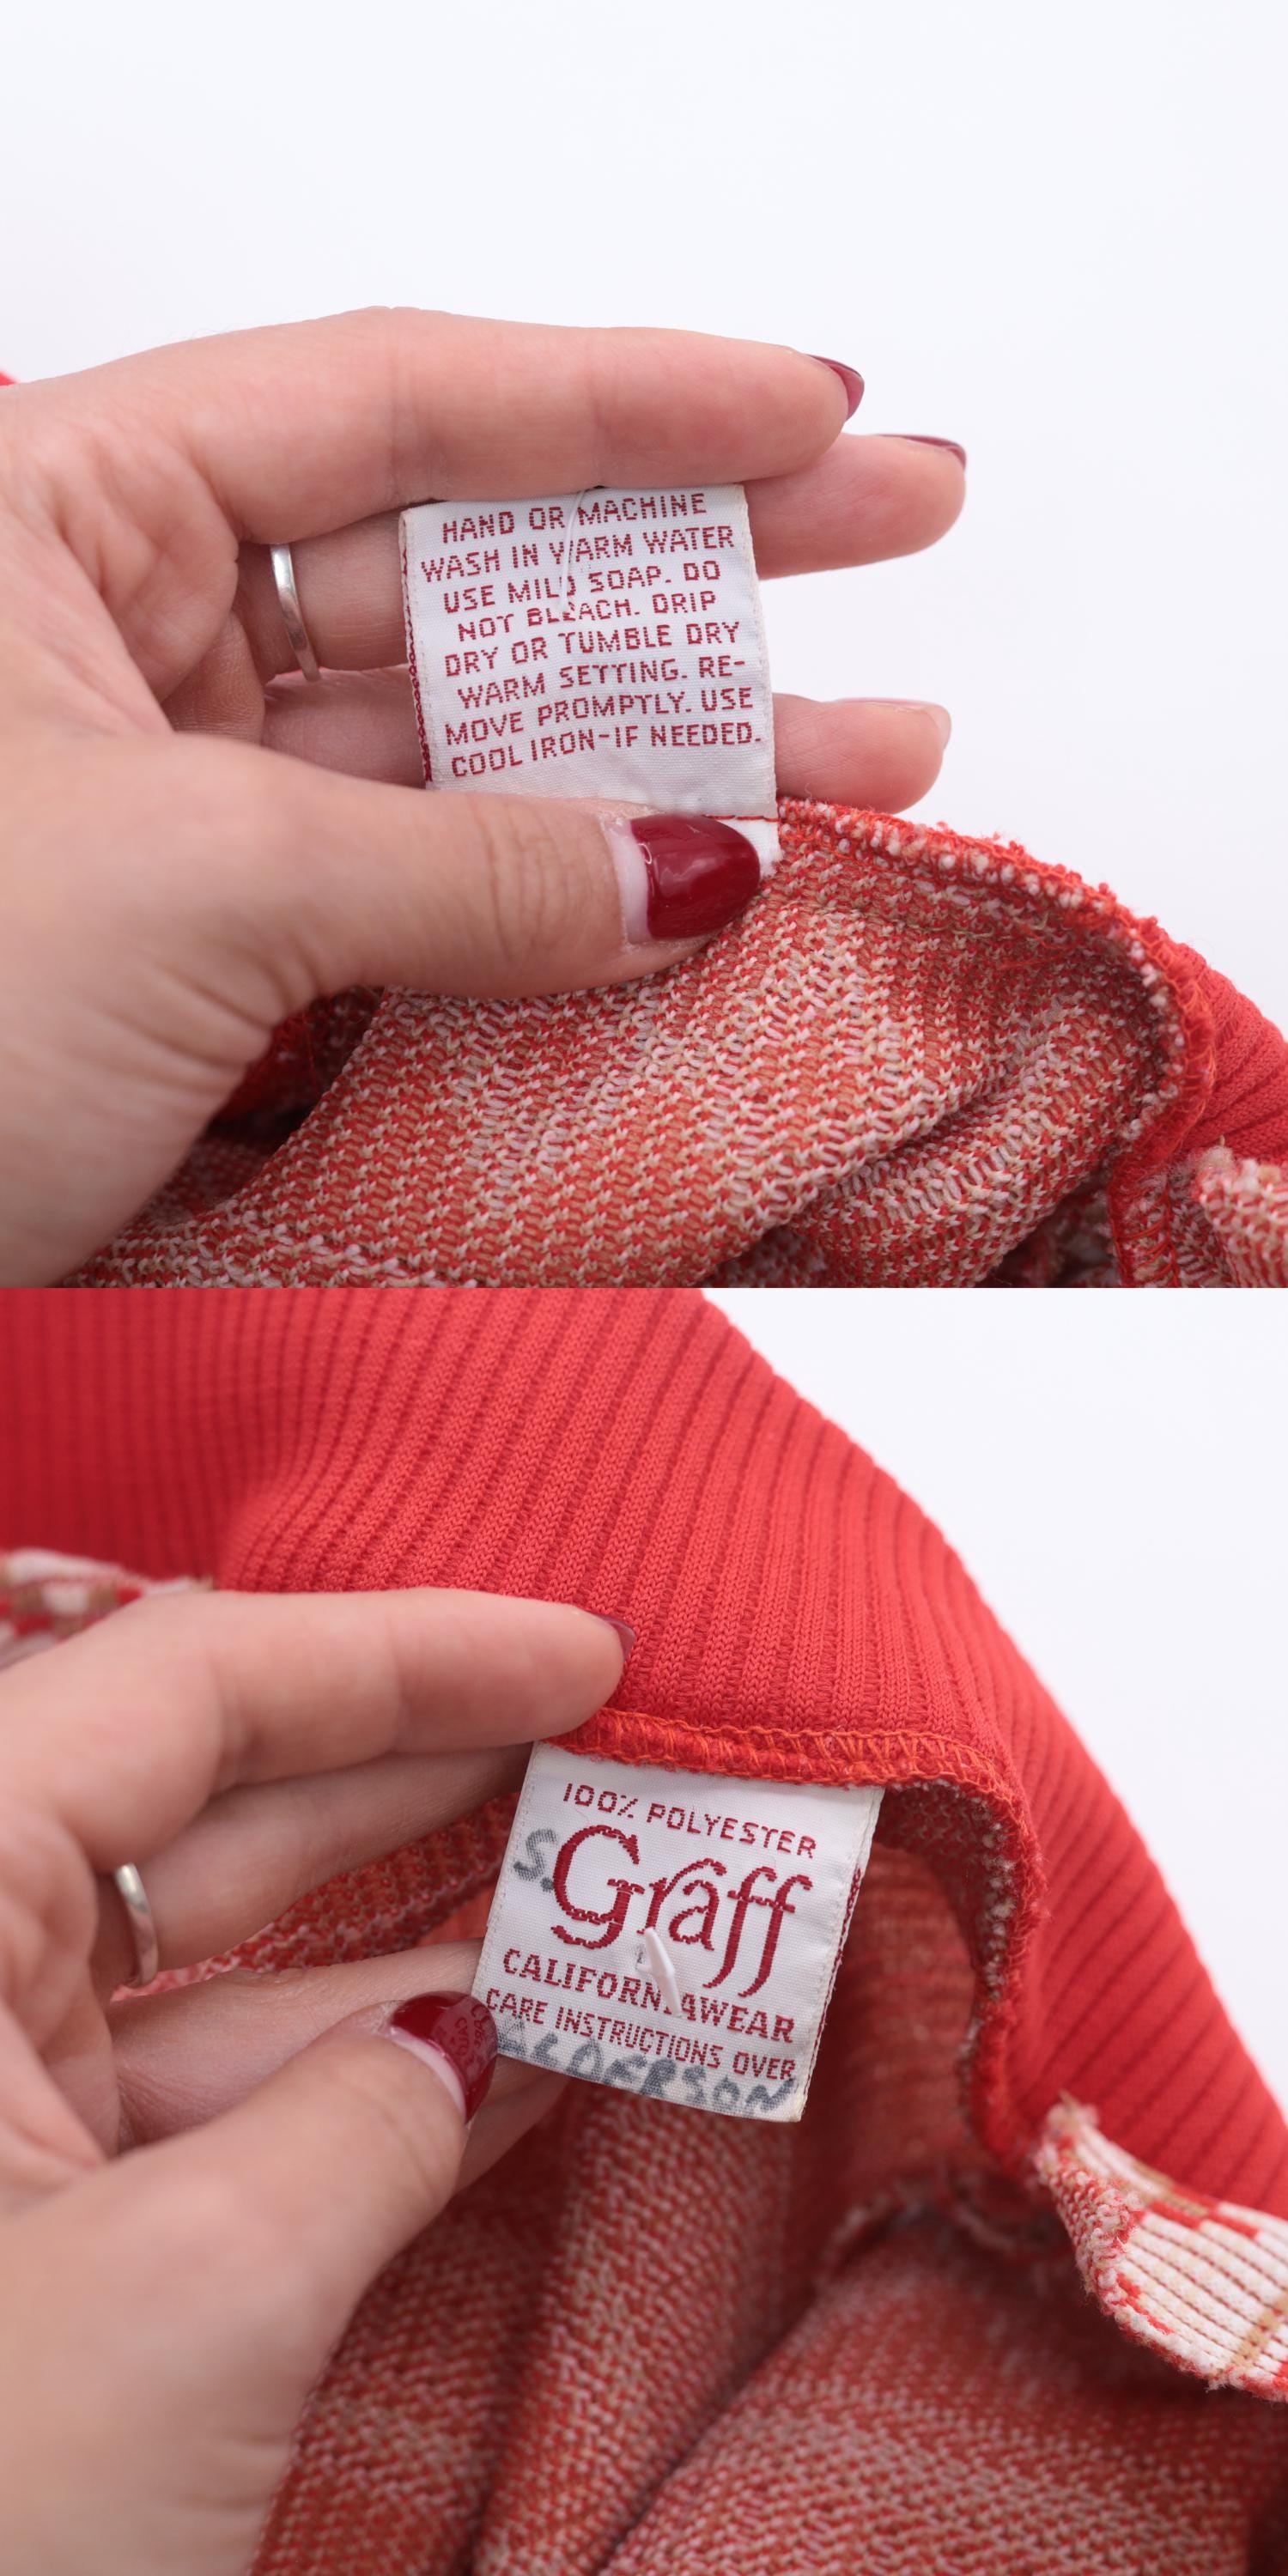 HAND OR MACHINE
WASH IN WARM WATER
USE MILD SOAP. DO
NOT BLEACH. DRIP
DRY OR TUMBLE DRY
WARM SETTING. RE-
MOVE PROMPTLY. USE
COOL IRON-IF NEEDED.
100% POLYESTER
S.
Graff
CALIFORNIAWEAR
CARE INSTRUCTIONS OVER
ALDERSON